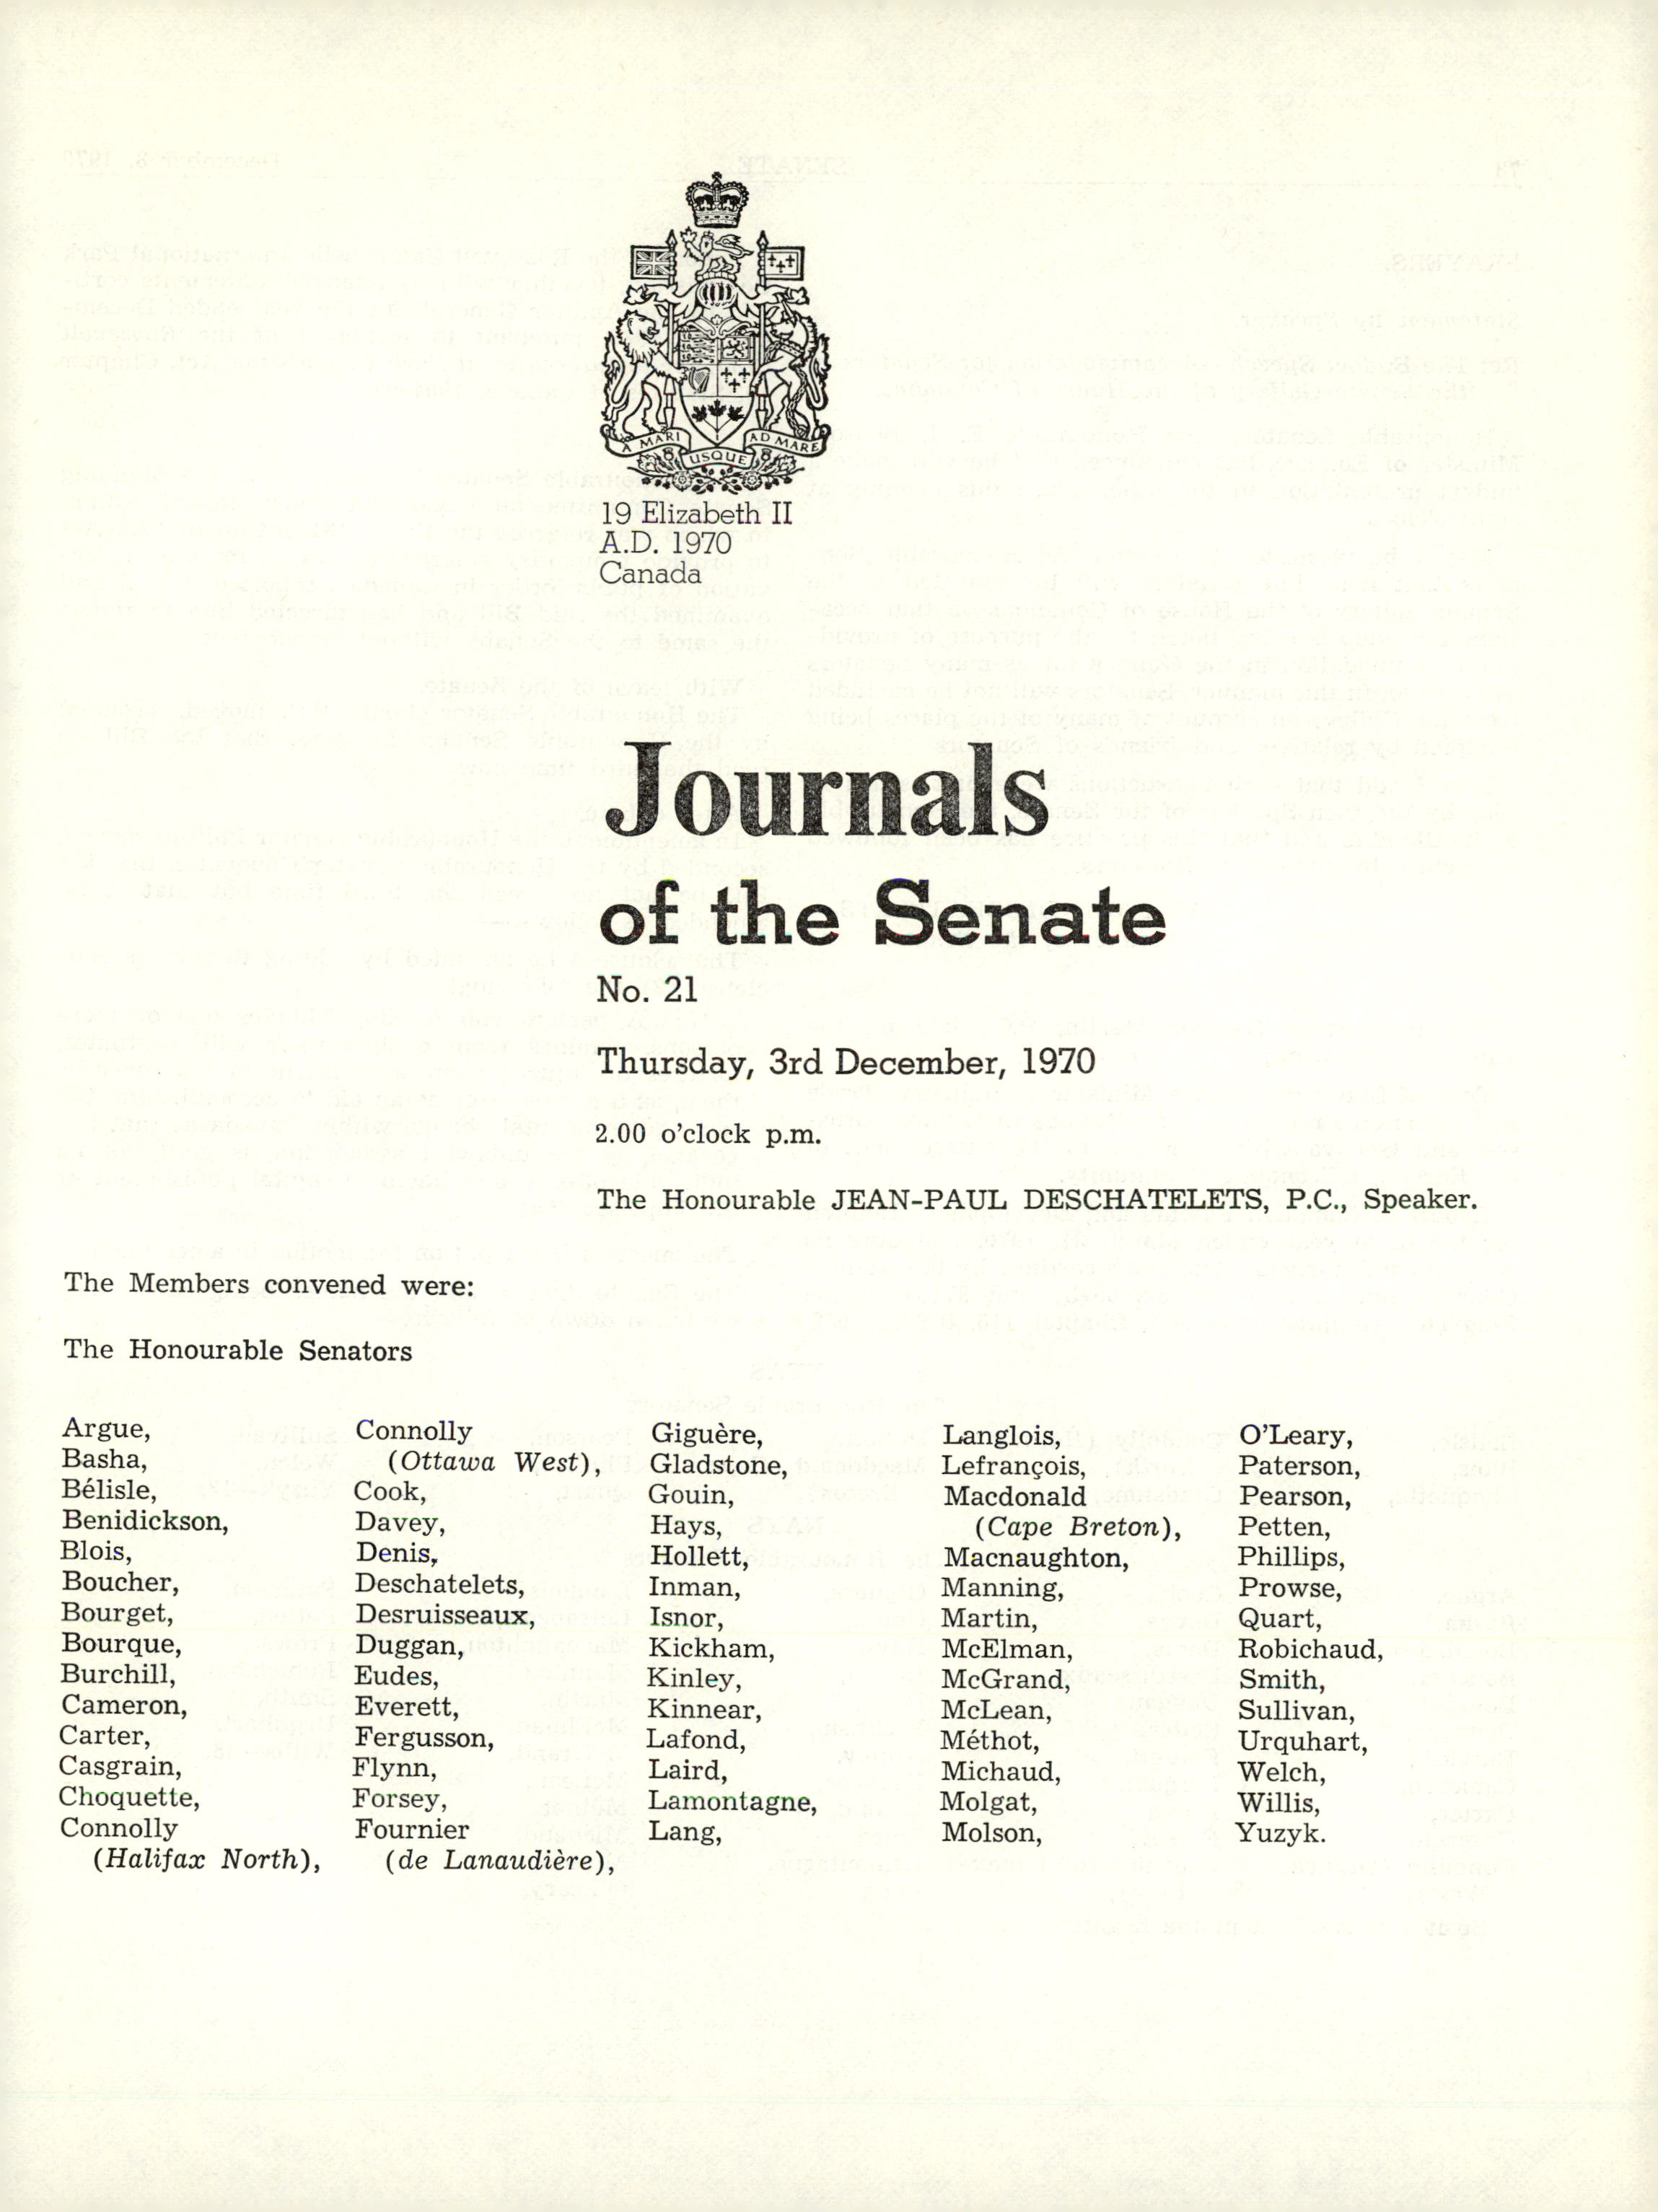 A MARI USQUE AD MARE
19 Elizabeth II
A.D. 1970
Canada
Journals
of the Senate
No. 21
Thursday, 3rd December, 1970
2.00 o'clock p.m.
The Honourable JEAN-PAUL DESCHATELETS, P.C., Speaker.
The Members convened were:
The Honourable Senators
Argue,
Basha,
Bélisle,
Benidickson,
Blois,
Boucher,
Bourget,
Bourque,
Burchill,
Cameron,
Carter,
Casgrain,
Choquette,
Connolly
(Halifax North),
Connolly
(Ottawa West),
Cook,
Davey,
Denis,
Deschatelets,
Desruisseaux,
Duggan,
Eudes,
Everett,
Fergusson,
Flynn,
Forsey,
Fournier
(de Lanaudière),
Giguère,
Gladstone,
Gouin,
Hays,
Hollett,
Inman,
Isnor,
Kickham,
Kinley,
Kinnear,
Lafond,
Laird,
Lamontagne,
Lang,
Langlois,
Lefrançois,
Macdonald
(Cape Breton),
Macnaughton,
Manning,
Martin,
McElman,
McGrand,
McLean,
Méthot,
Michaud,
Molgat,
Molson,
O'Leary,
Paterson,
Pearson,
Petten,
Phillips,
Prowse,
Quart,
Robichaud,
Smith,
Sullivan,
Urquhart,
Welch,
Willis,
Yuzyk.